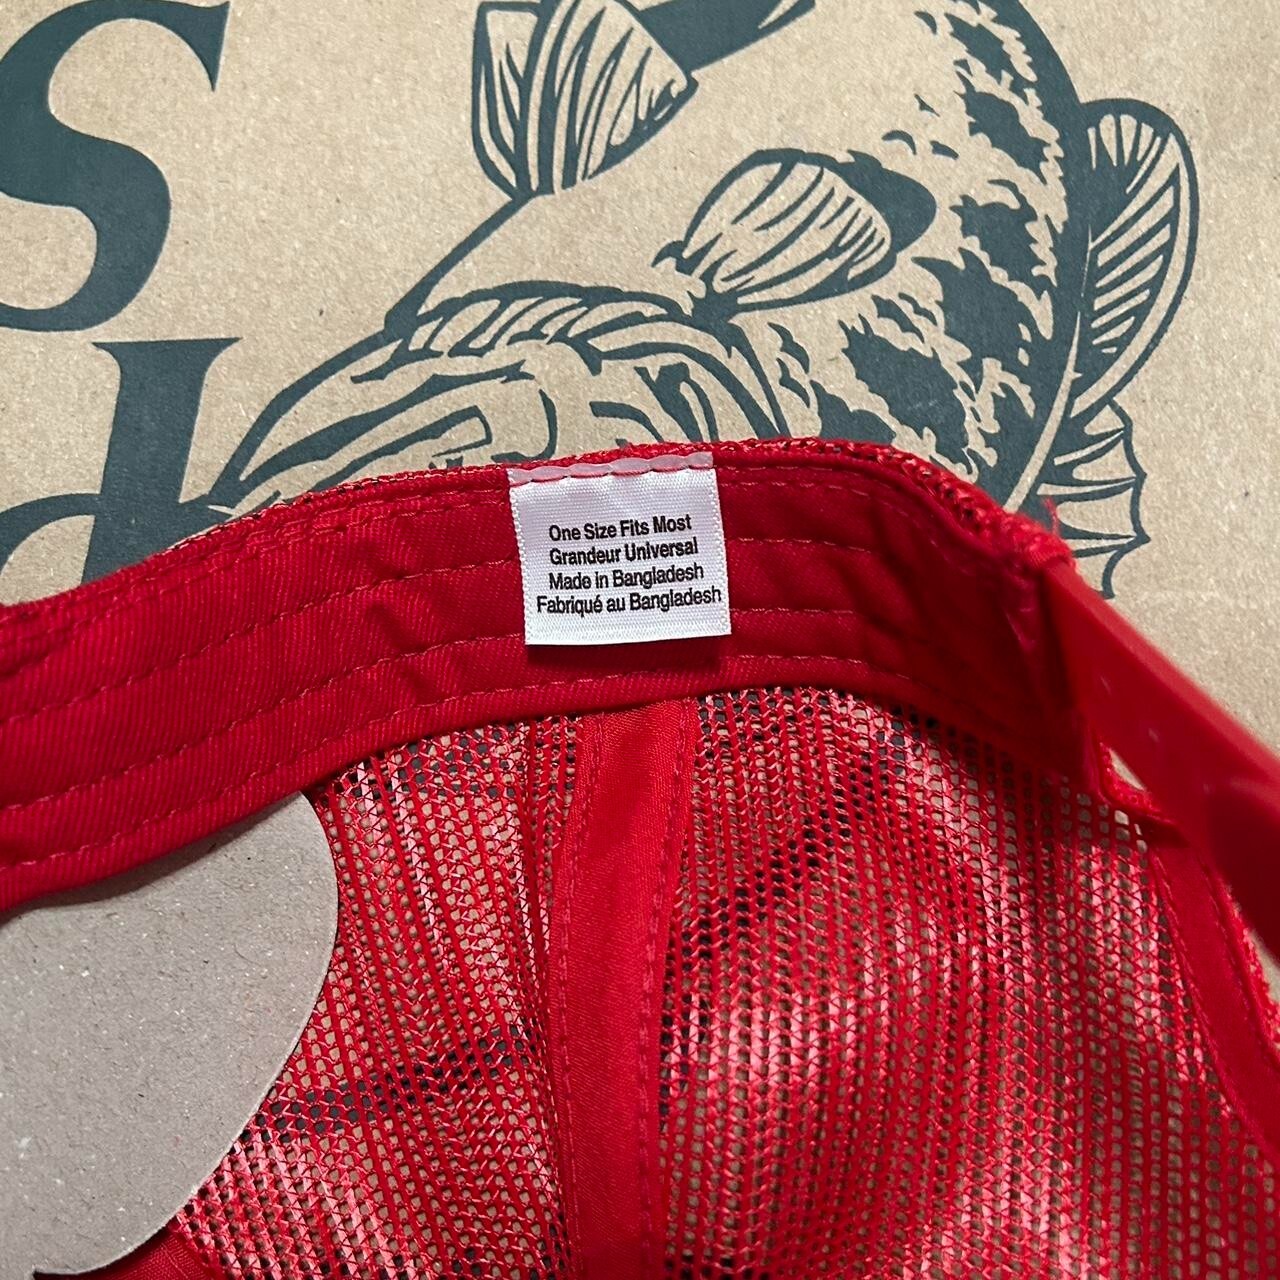 S
d
One Size Fits Most
Grandeur Universal
Made in Bangladesh
Fabriqué au Bangladesh